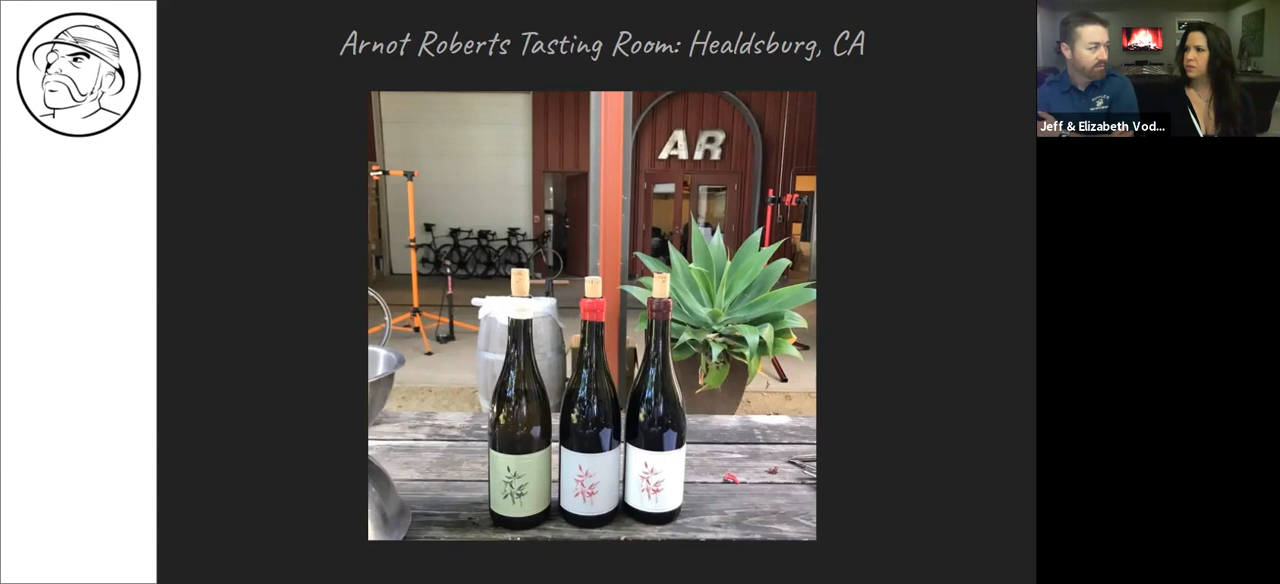 Arnot Roberts Tasting Room: Healdsburg, CA
Jeff & Elizabeth Vod...
AR